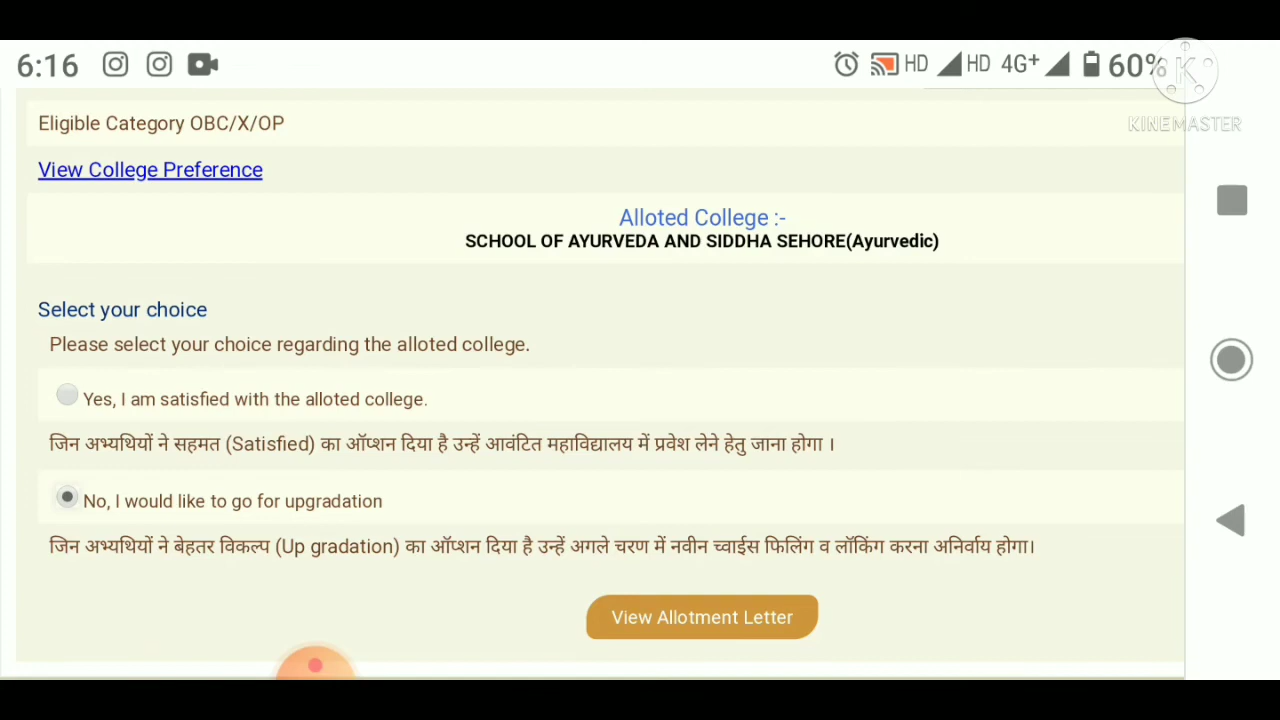 6:16 HD HD 4G+ 60%
KINEMASTER
Eligible Category OBC/X/OP
View College Preference
Alloted College :-
SCHOOL OF AYURVEDA AND SIDDHA SEHORE(Ayurvedic)
Select your choice
Please select your choice regarding the alloted college.
Yes, I am satisfied with the alloted college.
जिन अभ्यथियों ने सहमत (Satisfied) का ऑप्शन दिया है उन्हें आवंटित महाविद्यालय में प्रवेश लेने हेतु जाना होगा ।
No, I would like to go for upgradation
जिन अभ्यथियों ने बेहतर विकल्प (Up gradation) का ऑप्शन दिया है उन्हें अगले चरण में नवीन च्वाईस फिलिंग व लॉकिंग करना अनिर्वाय होगा।
View Allotment Letter